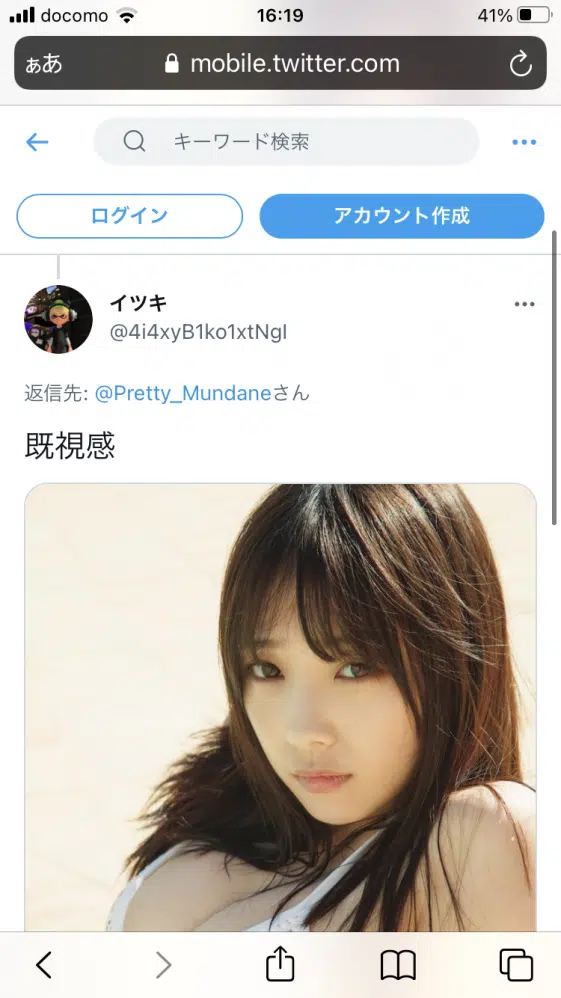 docomo 16:19 41%
ぁあ mobile.twitter.com
キーワード検索
ログイン アカウント作成
イツキ
@4i4xyB1ko1xtNgI
返信先: @Pretty_Mundaneさん
既視感